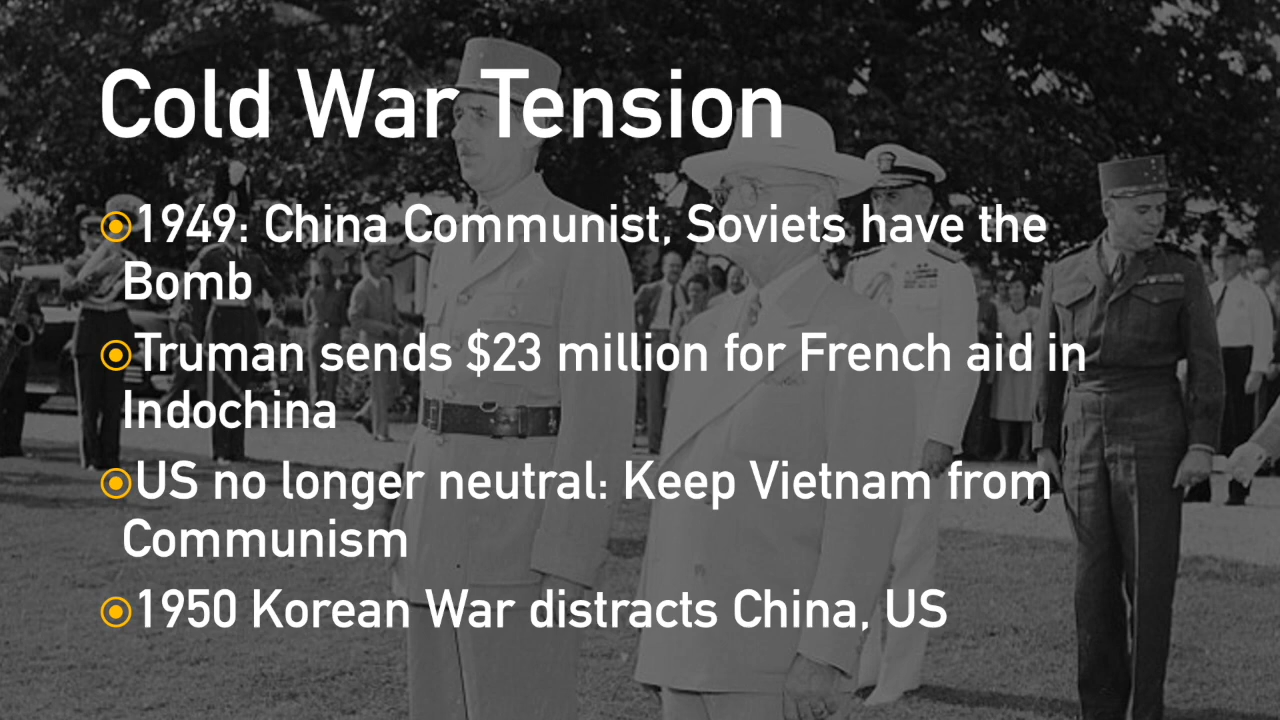 Cold War Tension
1949: China Communist, Soviets have the
Bomb
Truman sends $23 million for French aid in
Indochina
US no longer neutral: Keep Vietnam from
Communism
1950 Korean War distracts China, US